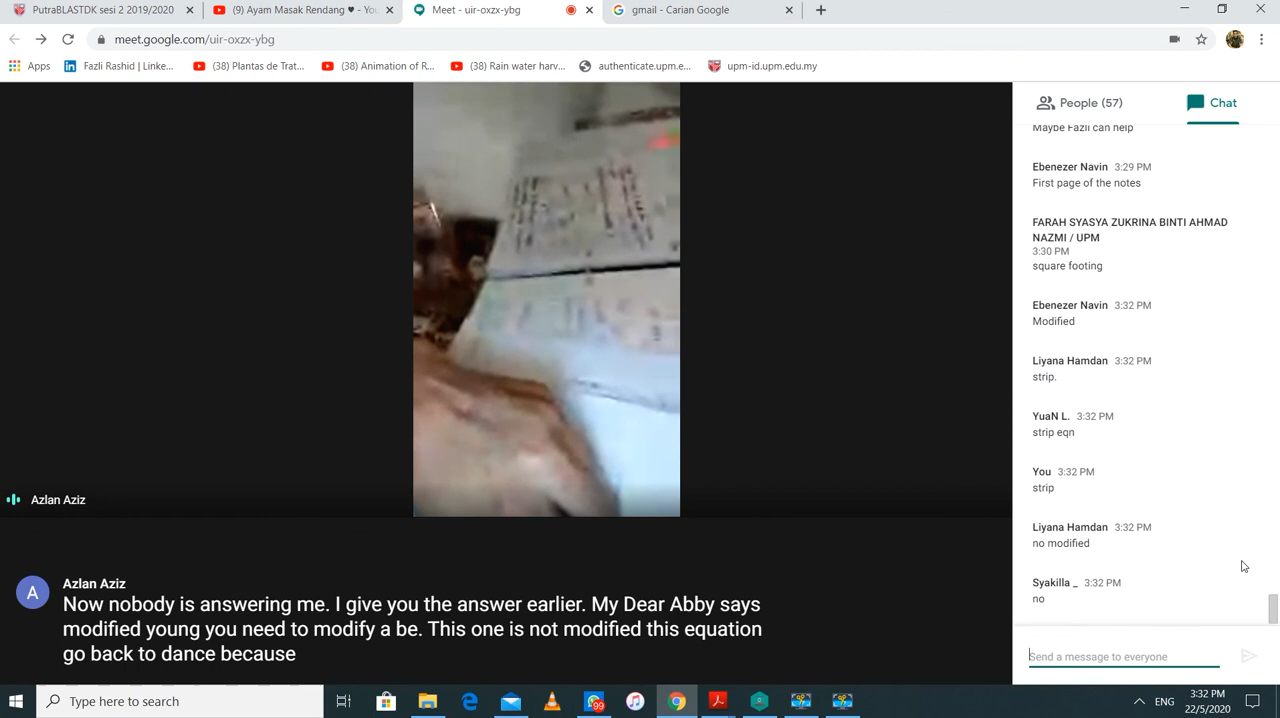 PutraBLASTDK sesi 2 2019/2020
(9) Ayam Masak Rendang ♥ - You
Meet - uir-oxzx-ybg
gmail - Carian Google
meet.google.com/uir-oxzx-ybg
Apps
Fazli Rashid | Linke...
(38) Plantas de Trat...
(38) Animation of R...
(38) Rain water harv...
authenticate.upm.e...
upm-id.upm.edu.my
People (57)
Chat
Maybe Fazli can help
Ebenezer Navin 3:29 PM
First page of the notes
FARAH SYASYA ZUKRINA BINTI AHMAD
NAZMI / UPM
3:30 PM
square footing
Ebenezer Navin 3:32 PM
Modified
Liyana Hamdan 3:32 PM
strip.
YuaN L. 3:32 PM
strip eqn
You 3:32 PM
strip
Liyana Hamdan 3:32 PM
no modified
Syakilla _ 3:32 PM
no
Send a message to everyone
Azlan Aziz
A
Azlan Aziz
Now nobody is answering me. I give you the answer earlier. My Dear Abby says
modified young you need to modify a be. This one is not modified this equation
go back to dance because
Type here to search
99
ENG
3:32 PM
22/5/2020